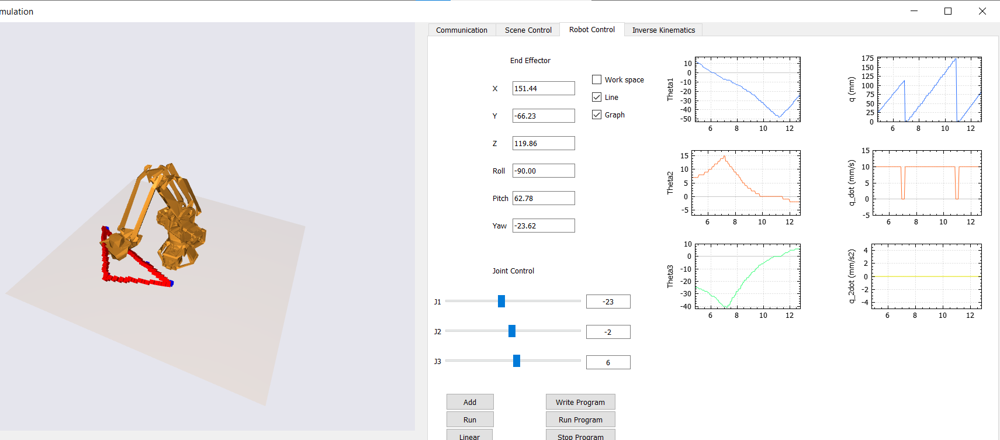 mulation
Communication
Scene Control
Robot Control
Inverse Kinematics
End Effector
X
151.44
Y
-66.23
Z
119.86
Roll
-90.00
Pitch
62.78
Yaw
-23.62
Work space
Line
Graph
Joint Control
J1
-23
J2
-2
J3
6
Add
Write Program
Run
Run Program
Linear
Stop Program
Theta1
10
0
-10
-20
-30
-40
-50
6 8 10 12
q (mm)
175
150
125
100
75
50
25
0
6 8 10 12
Theta2
15
10
5
0
-5
6 8 10 12
q_dot (mm/s)
15
10
5
0
-5
6 8 10 12
Theta3
10
0
-10
-20
-30
-40
6 8 10 12
q_2dot (mm/s2)
4
2
0
-2
-4
6 8 10 12